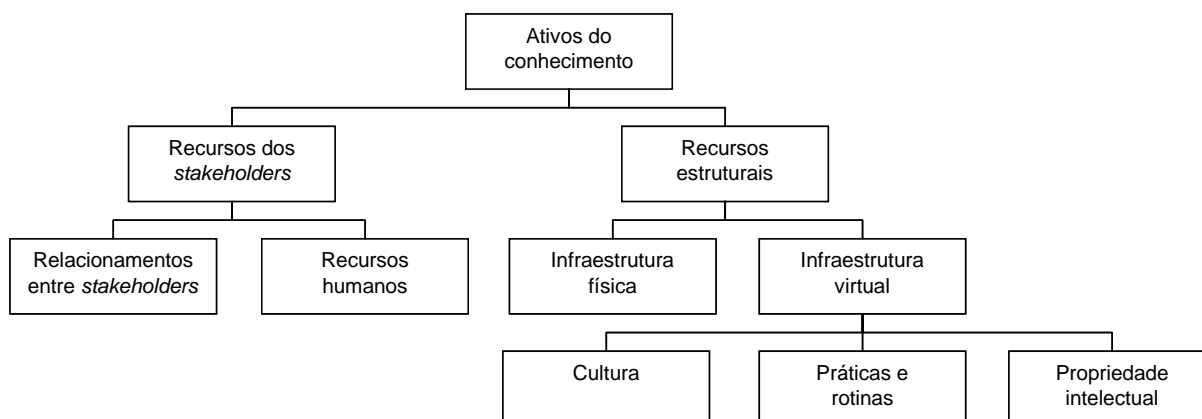 Ativos do
conhecimento
Recursos dos
stakeholders
Recursos
estruturais
Relacionamentos
entre stakeholders
Recursos
humanos
Infraestrutura
física
Infraestrutura
virtual
Cultura
Práticas e
rotinas
Propriedade
intelectual